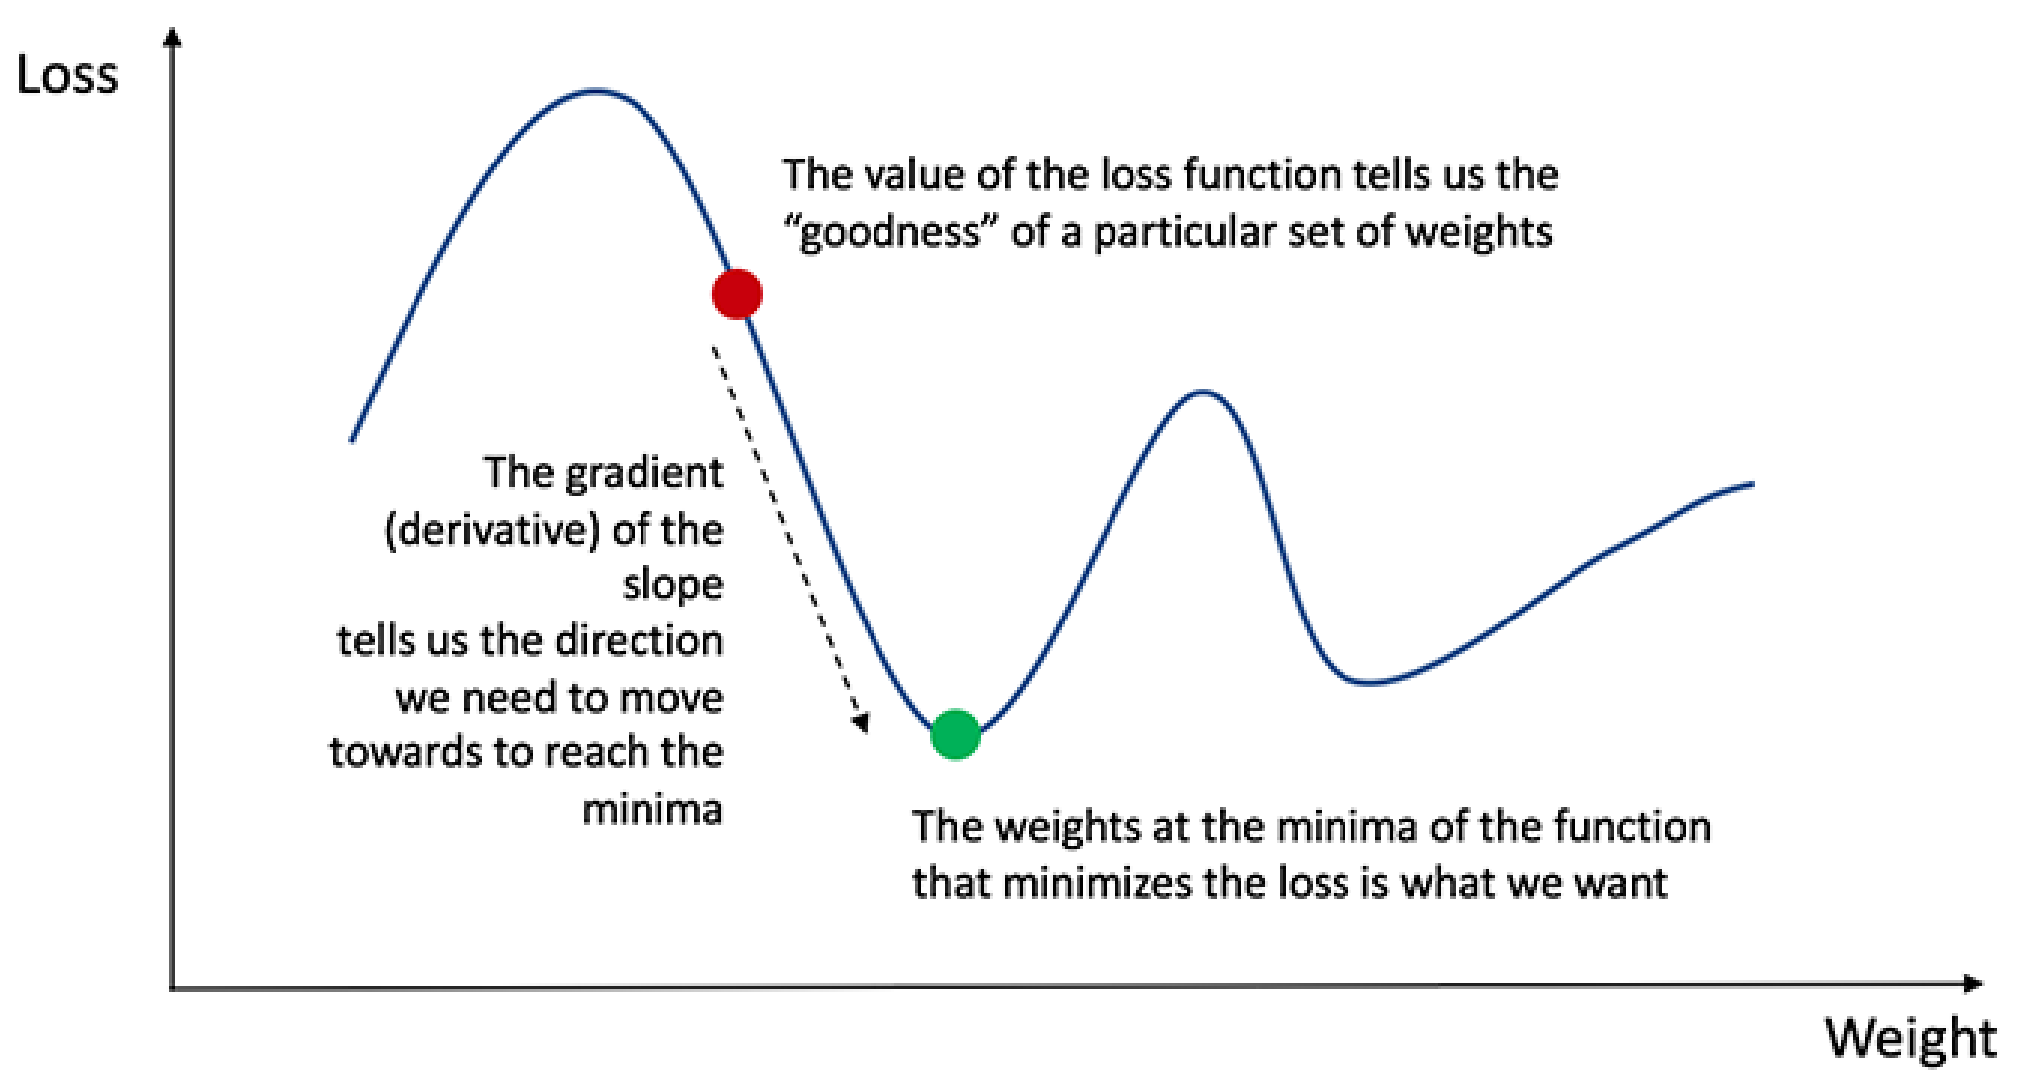 Loss
The value of the loss function tells us the
“goodness” of a particular set of weights
The gradient
(derivative) of the
slope
tells us the direction
we need to move
towards to reach the
minima
The weights at the minima of the function
that minimizes the loss is what we want
Weight